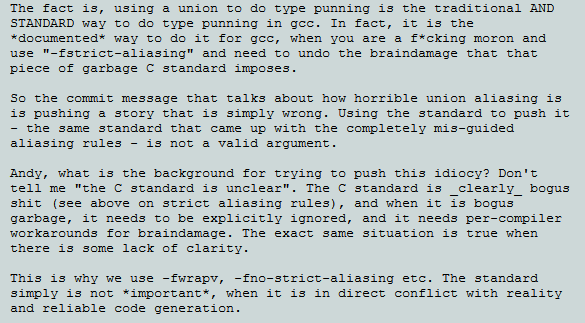 The fact is, using a union to do type punning is the traditional AND
STANDARD way to do type punning in gcc. In fact, it is the
*documented* way to do it for gcc, when you are a f*cking moron and
use "-fstrict-aliasing" and need to undo the braindamage that that
piece of garbage C standard imposes.
So the commit message that talks about how horrible union aliasing is
is pushing a story that is simply wrong. Using the standard to push it
- the same standard that came up with the completely mis-guided
aliasing rules - is not a valid argument.
Andy, what is the background for trying to push this idiocy? Don't
tell me "the C standard is unclear". The C standard is _clearly_ bogus
shit (see above on strict aliasing rules), and when it is bogus
garbage, it needs to be explicitly ignored, and it needs per-compiler
workarounds for braindamage. The exact same situation is true when
there is some lack of clarity.
This is why we use -fwrapv, -fno-strict-aliasing etc. The standard
simply is not *important*, when it is in direct conflict with reality
and reliable code generation.